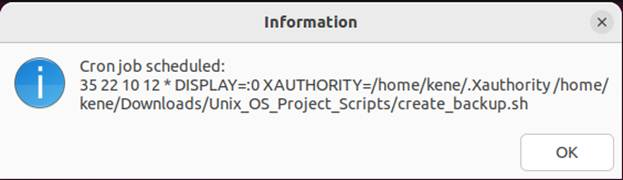 Information
Cron job scheduled:
35 22 10 12 * DISPLAY=:0 XAUTHORITY=/home/kene/.Xauthority /home/
kene/Downloads/Unix_OS_Project_Scripts/create_backup.sh
OK